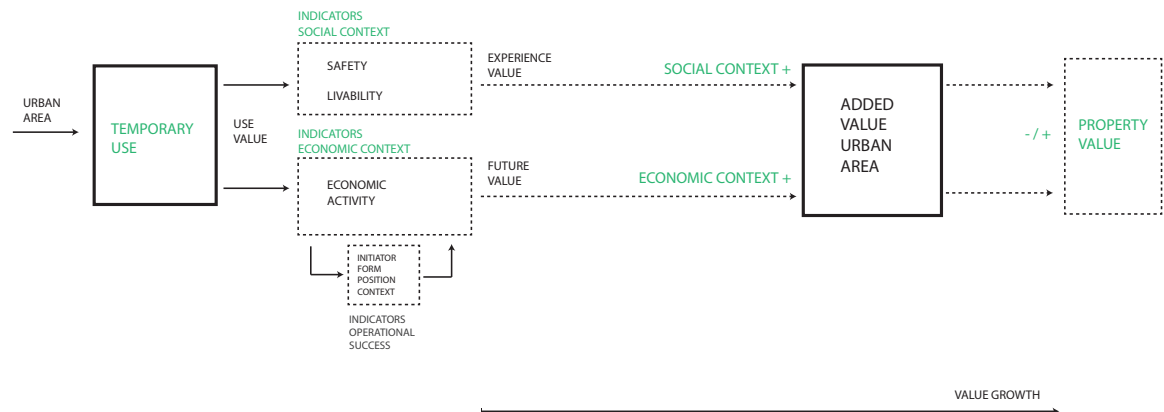 URBAN
AREA
TEMPORARY
USE
USE
VALUE
INDICATORS
SOCIAL CONTEXT
SAFETY
LIVABILITY
INDICATORS
ECONOMIC CONTEXT
ECONOMIC
ACTIVITY
INITIATOR
FORM
POSITION
CONTEXT
INDICATORS
OPERATIONAL
SUCCESS
EXPERIENCE
VALUE
FUTURE
VALUE
SOCIAL CONTEXT +
ECONOMIC CONTEXT +
ADDED
VALUE
URBAN
AREA
- / +
PROPERTY
VALUE
VALUE GROWTH